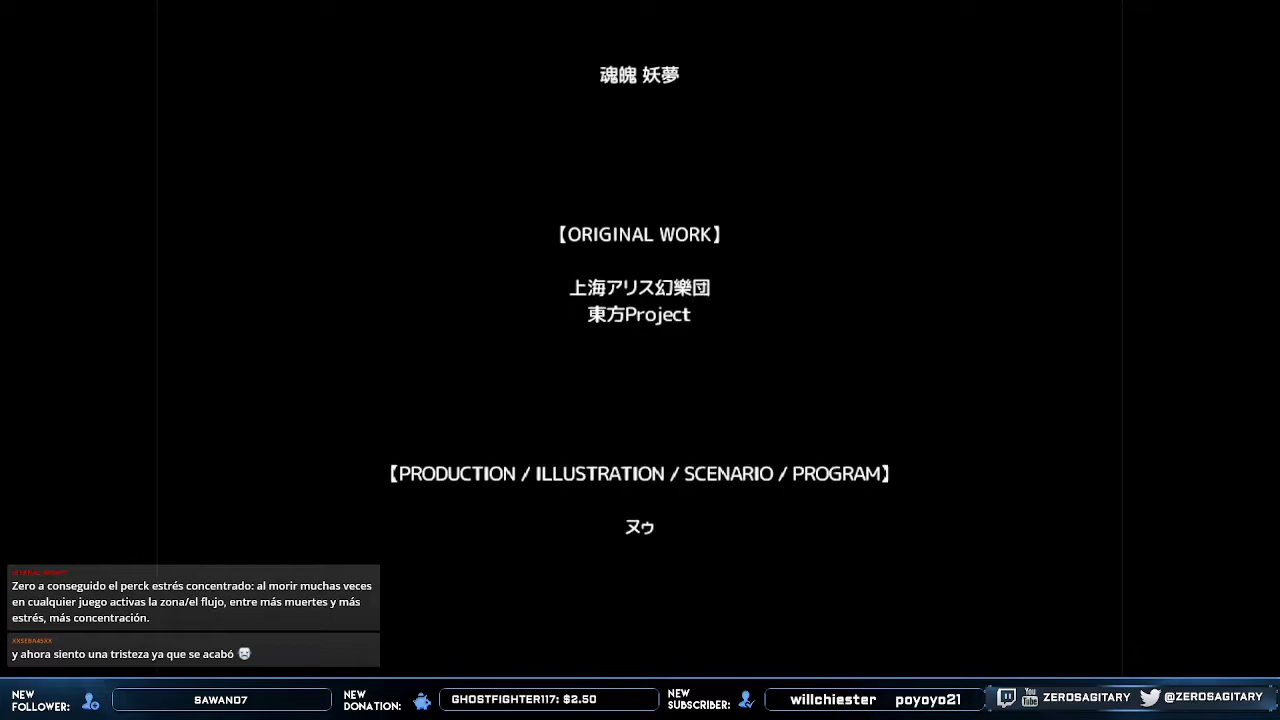 魂魄 妖夢
【ORIGINAL WORK】
上海アリス幻樂団
東方Project
【PRODUCTION / ILLUSTRATION / SCENARIO / PROGRAM】
ヌゥ
Zero a conseguido el perck estrés concentrado: al morir muchas veces
en cualquier juego activas la zona/el flujo, entre más muertes y más
estrés, más concentración.
XXSEBA45XX
y ahora siento una tristeza ya que se acabó
NEW FOLLOWER: SAWANO7
NEW DONATION: GHOSTFIGHTER117: $2.50
NEW SUBSCRIBER: willchiester poyoyo21
You Tube ZEROSAGITARY @ZEROSAGITARY